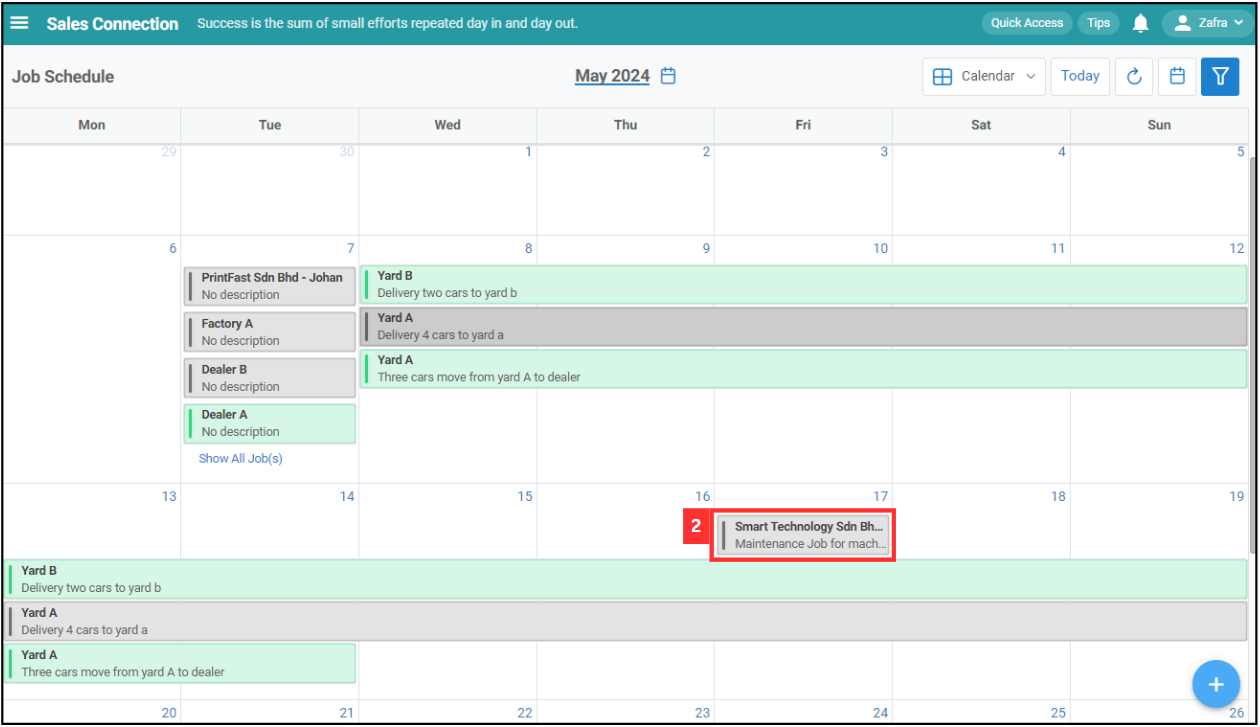 Sales Connection Success is the sum of small efforts repeated day in and day out. Quick Access Tips Zafra
Job Schedule May 2024 Calendar Today
Mon Tue Wed Thu Fri Sat Sun
29 30 1 2 3 4 5
6 7 8 9 10 11 12
PrintFast Sdn Bhd - Johan
No description
Factory A
No description
Dealer B
No description
Dealer A
No description
Show All Job(s)
Yard B
Delivery two cars to yard b
Yard A
Delivery 4 cars to yard a
Yard A
Three cars move from yard A to dealer
13 14 15 16 17 18 19
2
Smart Technology Sdn Bh...
Maintenance Job for mach...
Yard B
Delivery two cars to yard b
Yard A
Delivery 4 cars to yard a
Yard A
Three cars move from yard A to dealer
+
20 21 22 23 24 25 26